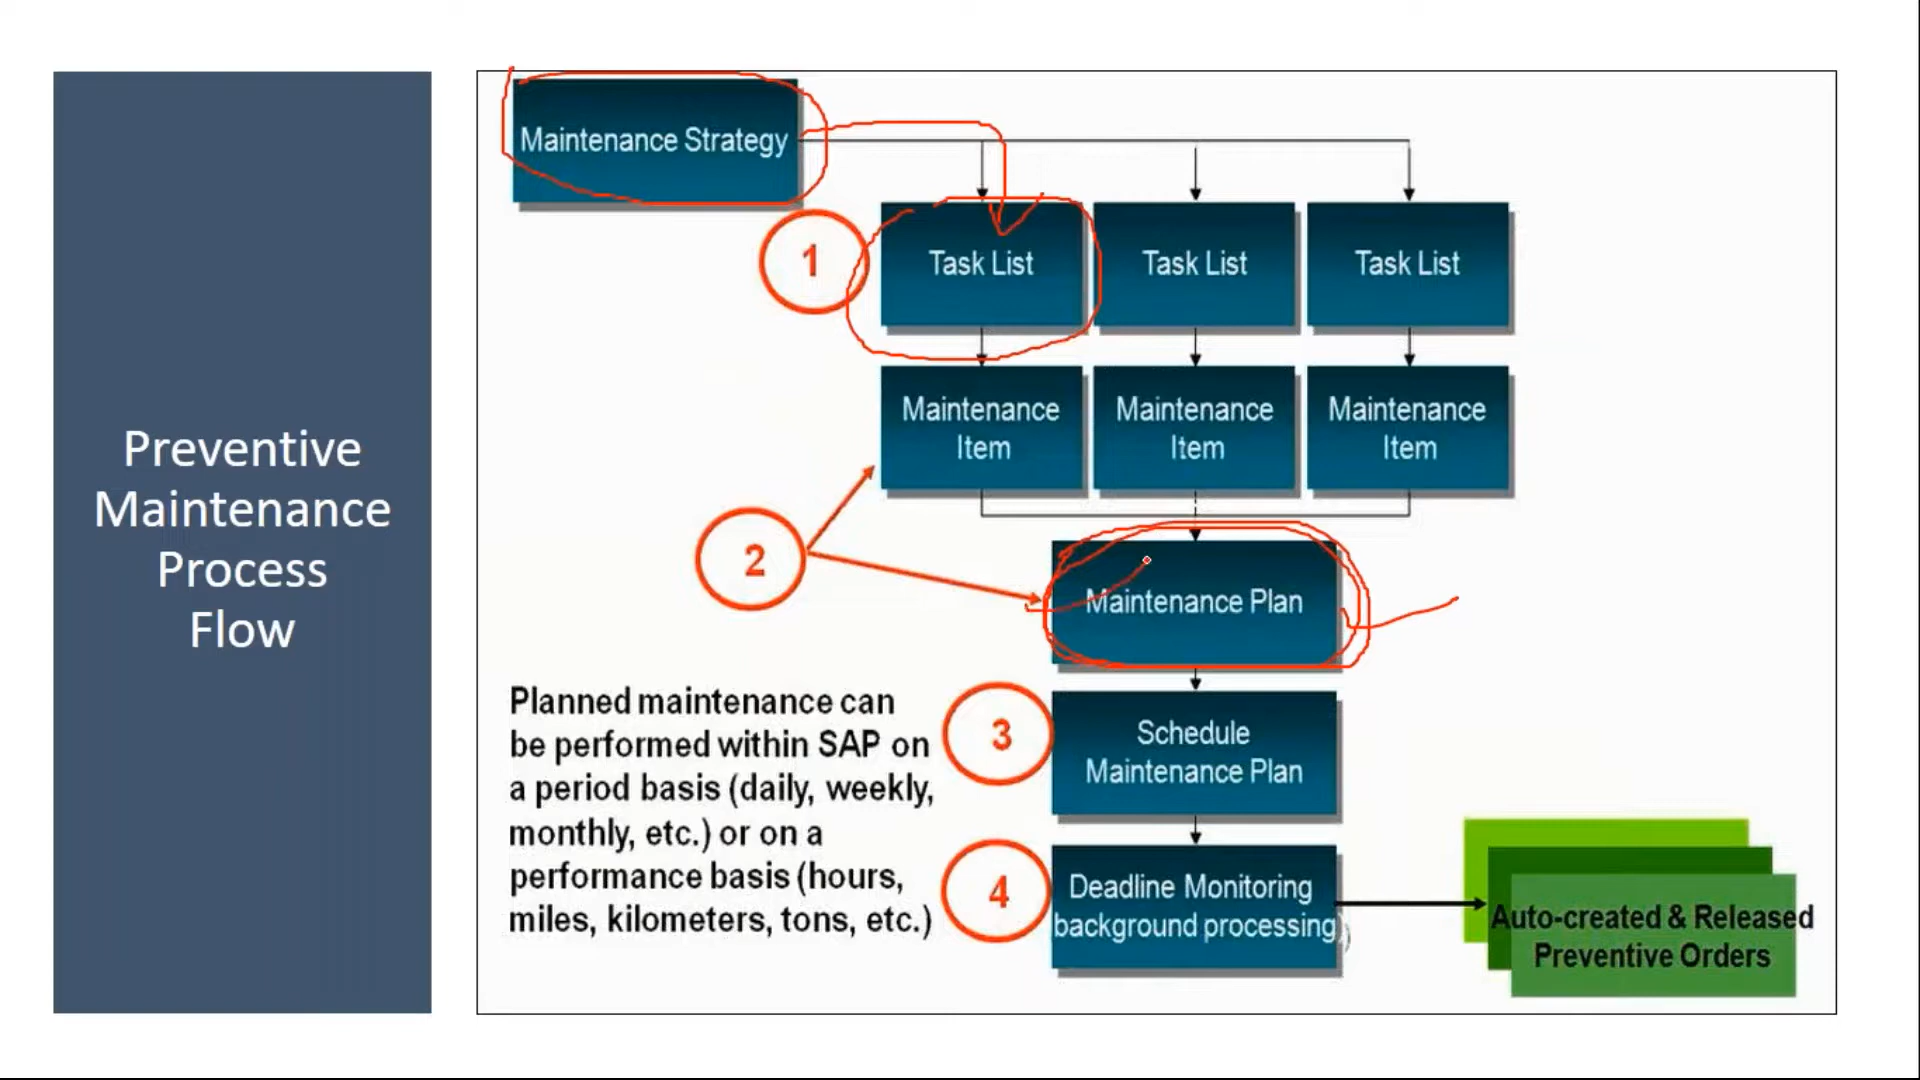 Preventive
Maintenance
Process
Flow
Maintenance Strategy
1
Task List
Task List
Task List
Maintenance
Item
Maintenance
Item
Maintenance
Item
2
Maintenance Plan
3
Schedule
Maintenance Plan
Planned maintenance can
be performed within SAP on
a period basis (daily, weekly,
monthly, etc.) or on a
performance basis (hours,
miles, kilometers, tons, etc.)
4
Deadline Monitoring
background processing)
Auto-created & Released
Preventive Orders